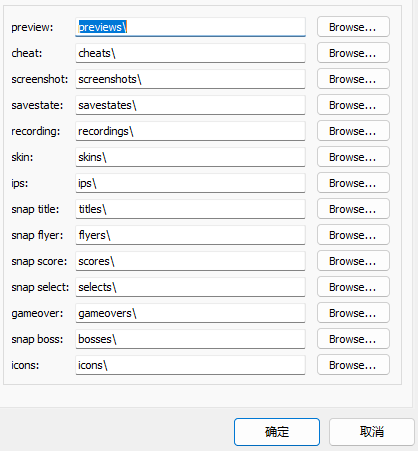 preview: previews\ Browse...
cheat: cheats\ Browse...
screenshot: screenshots\ Browse...
savestate: savestates\ Browse...
recording: recordings\ Browse...
skin: skins\ Browse...
ips: ips\ Browse...
snap title: titles\ Browse...
snap flyer: flyers\ Browse...
snap score: scores\ Browse...
snap select: selects\ Browse...
gameover: gameovers\ Browse...
snap boss: bosses\ Browse...
icons: icons\ Browse...
确定 取消